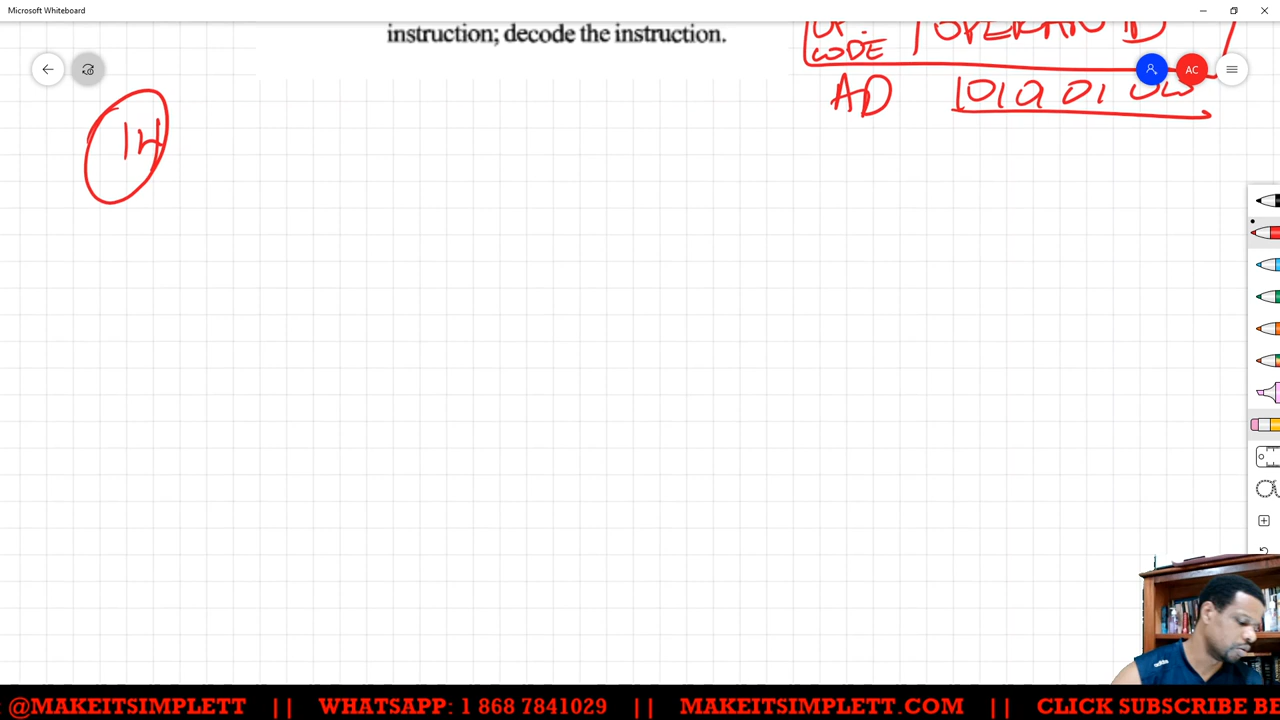 Microsoft Whiteboard
instruction; decode the instruction.
CODE
AC
AD
14
: @MAKEITSIMPLETT || WHATSAPP: 1 868 7841029 || MAKEITSIMPLETT.COM || CLICK SUBSCRIBE BE